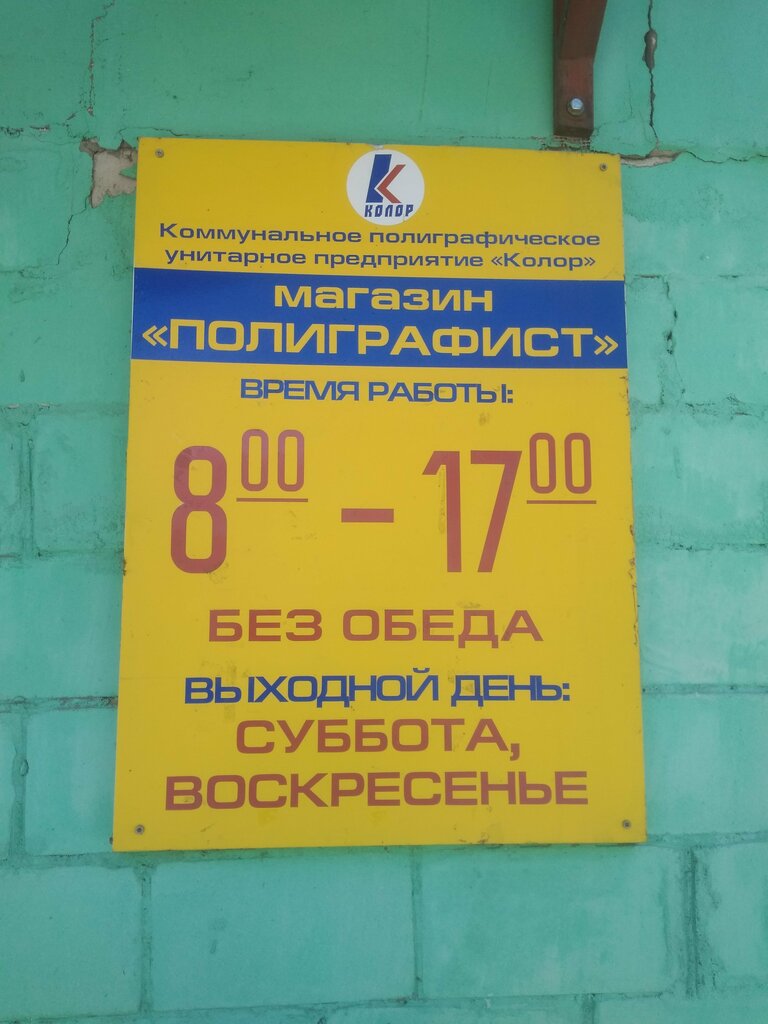 КОЛОР
Коммунальное полиграфическое
унитарное предприятие «Колор»
магазин
«ПОЛИГРАФИСТ»
ВРЕМЯ РАБОТЫ:
8⁰⁰ – 17⁰⁰
БЕЗ ОБЕДА
ВЫХОДНОЙ ДЕНЬ:
СУББОТА,
ВОСКРЕСЕНЬЕ